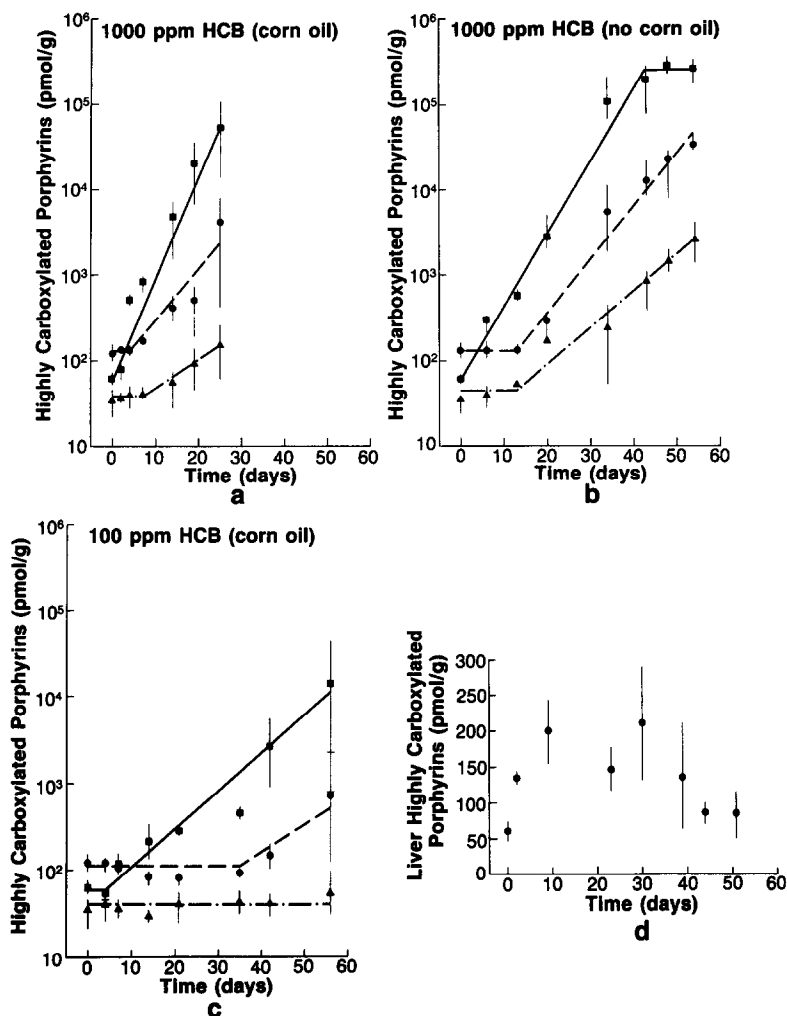 1000 ppm HCB (corn oil)
Highly Carboxylated Porphyrins (pmol/g)
10⁶
10⁵
10⁴
10³
10²
10
0 10 20 30 40 50 60
Time (days)
a
1000 ppm HCB (no corn oil)
Highly Carboxylated Porphyrins (pmol/g)
10⁶
10⁵
10⁴
10³
10²
10
0 10 20 30 40 50 60
Time (days)
b
100 ppm HCB (corn oil)
Highly Carboxylated Porphyrins (pmol/g)
10⁶
10⁵
10⁴
10³
10²
10
0 10 20 30 40 50 60
Time (days)
c
Liver Highly Carboxylated
Porphyrins (pmol/g)
300
250
200
150
100
50
0
0 10 20 30 40 50 60
Time (days)
d